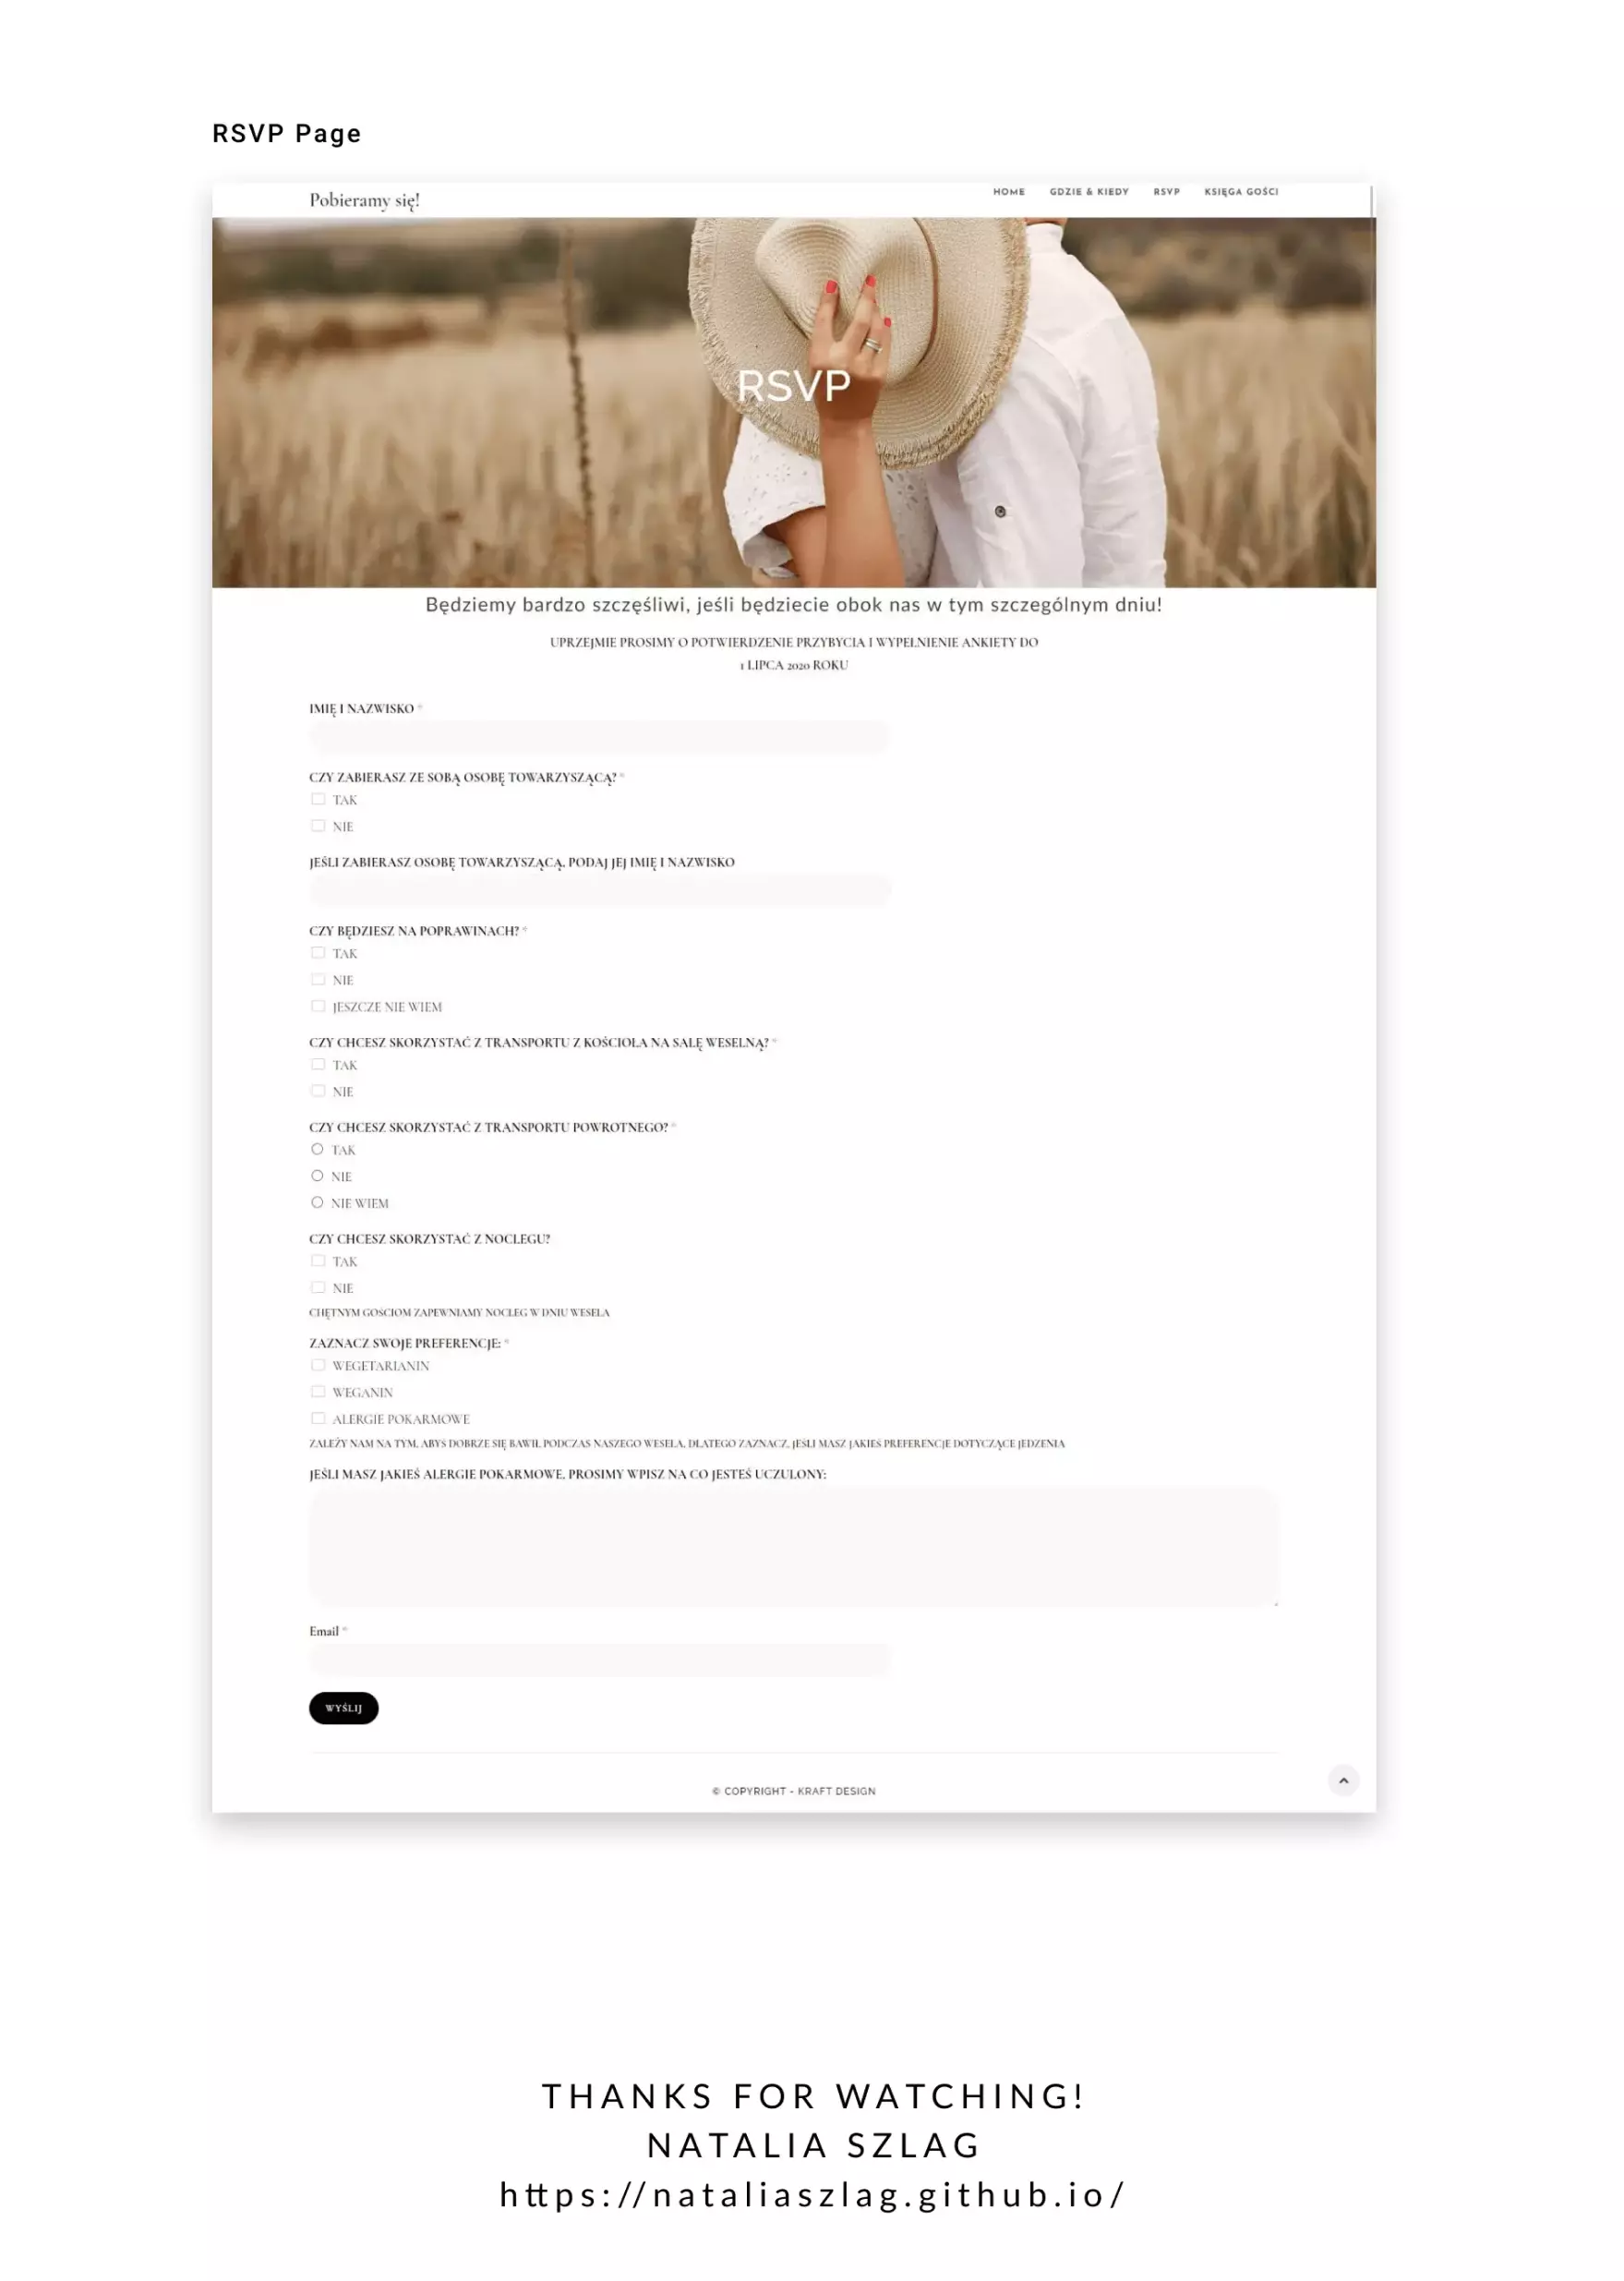 RSVP Page
Pobieramy się!
HOME GDZIE & KIEDY RSVP KSIĘGA GOŚCI
RSVP
Będziemy bardzo szczęśliwi, jeśli będziecie obok nas w tym szczególnym dniu!
UPRZEJMIE PROSIMY O POTWIERDZENIE PRZYBYCIA I WYPEŁNIENIE ANKIETY DO
1 LIPCA 2020 ROKU
IMIĘ I NAZWISKO *
CZY ZABIERASZ ZE SOBĄ OSOBĘ TOWARZYSZĄCĄ? *
TAK
NIE
JEŚLI ZABIERASZ OSOBĘ TOWARZYSZĄCĄ, PODAJ JEJ IMIĘ I NAZWISKO
CZY BĘDZIESZ NA POPRAWINACH? *
TAK
NIE
JESZCZE NIE WIEM
CZY CHCESZ SKORZYSTAĆ Z TRANSPORTU Z KOŚCIOŁA NA SALĘ WESELNĄ? *
TAK
NIE
CZY CHCESZ SKORZYSTAĆ Z TRANSPORTU POWROTNEGO? *
TAK
NIE
NIE WIEM
CZY CHCESZ SKORZYSTAĆ Z NOCLEGU?
TAK
NIE
CHĘTNYM GOŚCIOM ZAPEWNIAMY NOCLEG W DNIU WESELA
ZAZNACZ SWOJE PREFERENCJE: *
WEGETARIANIN
WEGANIN
ALERGIE POKARMOWE
ZALEŻY NAM NA TYM, ABYŚ DOBRZE SIĘ BAWIŁ PODCZAS NASZEGO WESELA, DLATEGO ZAZNACZ, JEŚLI MASZ JAKIEŚ PREFERENCJE DOTYCZĄCE JEDZENIA
JEŚLI MASZ JAKIEŚ ALERGIE POKARMOWE, PROSIMY WPISZ NA CO JESTEŚ UCZULONY:
Email *
WYŚLIJ
© COPYRIGHT - KRAFT DESIGN
THANKS FOR WATCHING!
NATALIA SZLAG
https://nataliaszlag.github.io/